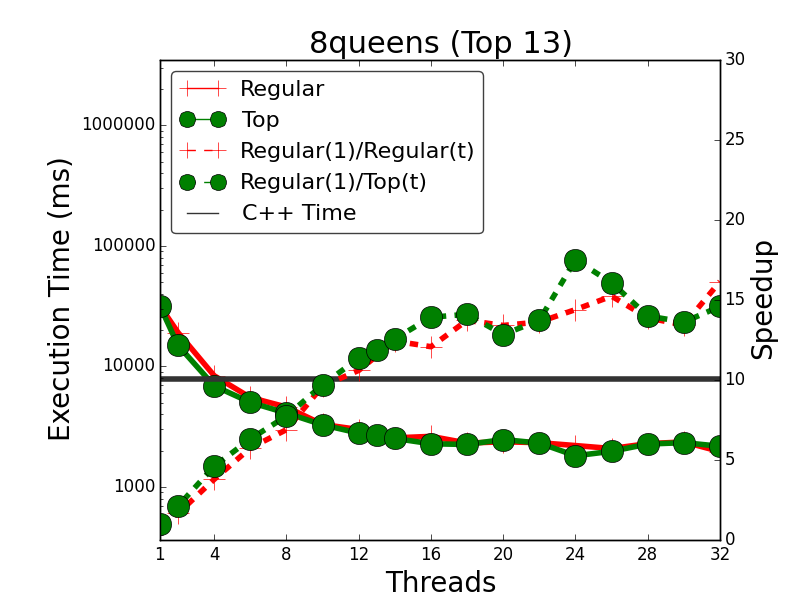 8queens (Top 13)
Regular
Top
Regular(1)/Regular(t)
Regular(1)/Top(t)
C++ Time
Execution Time (ms)
1000000
100000
10000
1000
30
25
20
15
10
5
0
Speedup
1 4 8 12 16 20 24 28 32
Threads